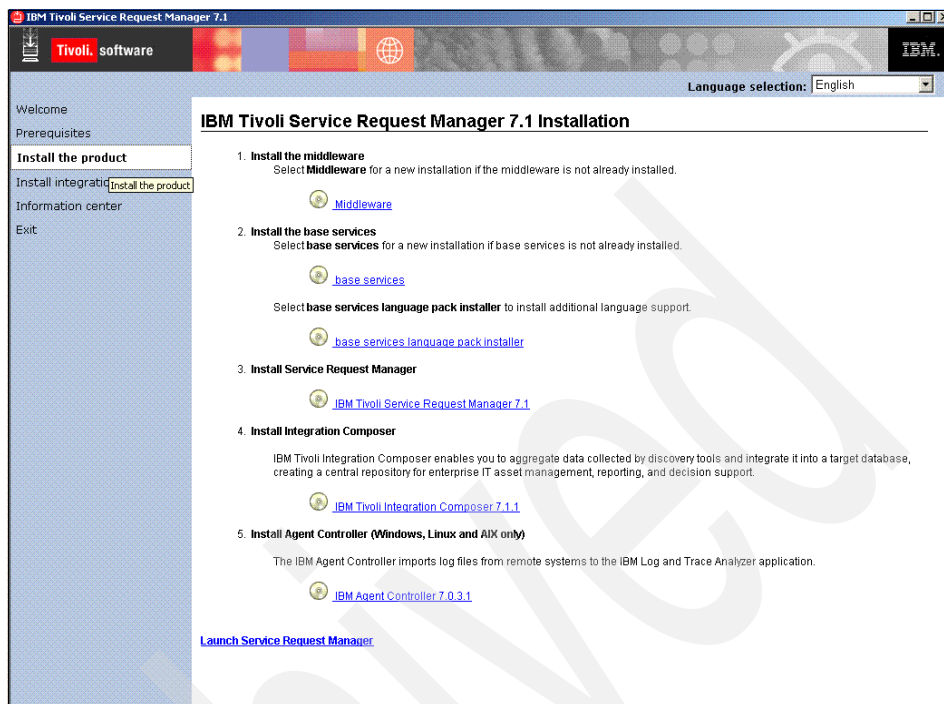 IBM Tivoli Service Request Manager 7.1
Tivoli. software
IBM.
Language selection: English
Welcome
Prerequisites
Install the product
Install integratio
Install the product
Information center
Exit
IBM Tivoli Service Request Manager 7.1 Installation
1. Install the middleware
Select Middleware for a new installation if the middleware is not already installed.
Middleware
2. Install the base services
Select base services for a new installation if base services is not already installed.
base services
Select base services language pack installer to install additional language support.
base services language pack installer
3. Install Service Request Manager
IBM Tivoli Service Request Manager 7.1
4. Install Integration Composer
IBM Tivoli Integration Composer enables you to aggregate data collected by discovery tools and integrate it into a target database,
creating a central repository for enterprise IT asset management, reporting, and decision support.
IBM Tivoli Integration Composer 7.1.1
5. Install Agent Controller (Windows, Linux and AIX only)
The IBM Agent Controller imports log files from remote systems to the IBM Log and Trace Analyzer application.
IBM Agent Controller 7.0.3.1
Launch Service Request Manager